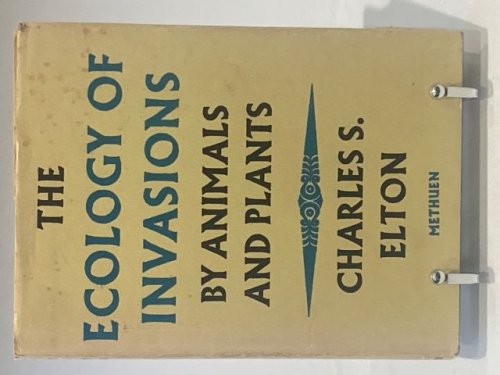 THE
ECOLOGY OF
INVASIONS
BY ANIMALS
AND PLANTS
CHARLES S.
ELTON
METHUEN